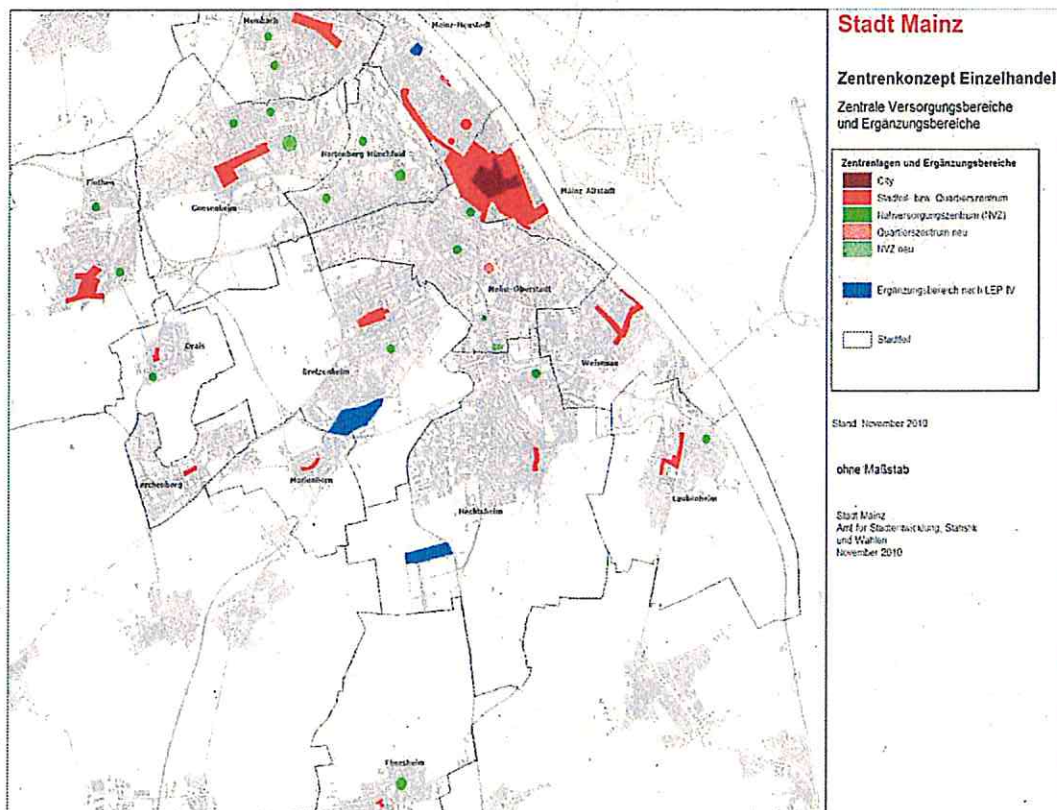 Stadt Mainz
Zentrenkonzept Einzelhandel
Zentrale Versorgungsbereiche
und Ergänzungsbereiche
Zentrenlagen und Ergänzungsbereiche
City
Stadtteil- bzw. Quartierszentrum
Nahversorgungszentrum (NVZ)
Quartierszentrum neu
NVZ neu
Ergänzungsbereich nach LEP IV
Stadtteil
Stand: November 2010
ohne Maßstab
Stadt Mainz
Amt für Stadtentwicklung, Statistik
und Wahlen
November 2010
Mombach
Mainz-Neustadt
Hartenberg Münchfeld
Mainz Altstadt
Finthen
Gonsenheim
Mainz-Oberstadt
Drais
Bretzenheim
Weisenau
Lerchenberg
Marienborn
Hechtsheim
Laubenheim
Ebersheim